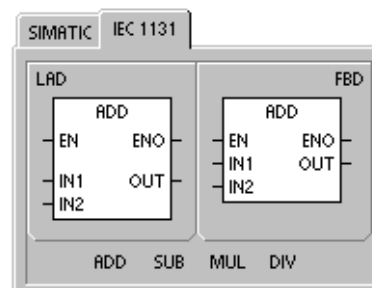 SIMATIC IEC 1131
LAD FBD
ADD ADD
EN ENO EN ENO
IN1 OUT IN1 OUT
IN2 IN2
ADD SUB MUL DIV